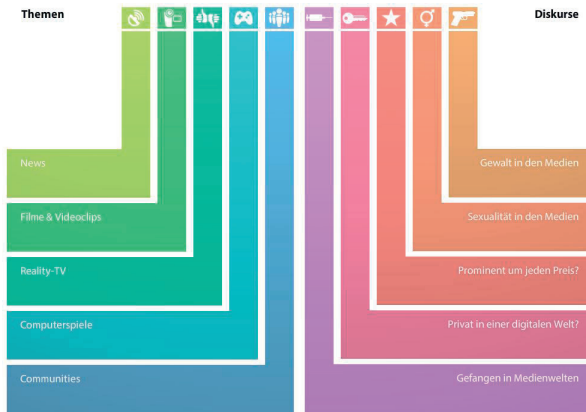 Themen
Diskurse
News
Gewalt in den Medien
Filme & Videoclips
Sexualität in den Medien
Reality-TV
Prominent um jeden Preis?
Computerspiele
Privat in einer digitalen Welt?
Communities
Gefangen in Medienwelten